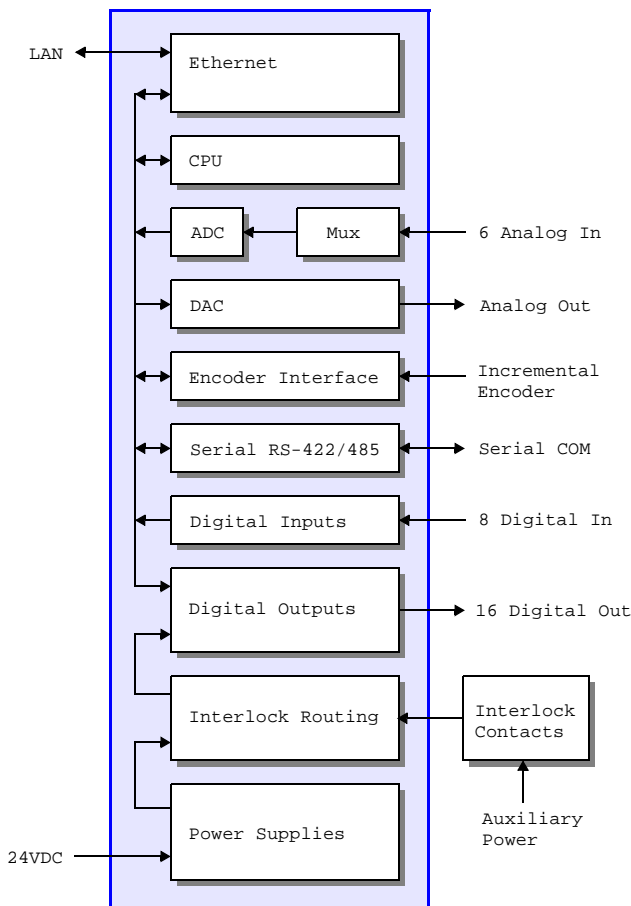 LAN
Ethernet
CPU
ADC
Mux
6 Analog In
DAC
Analog Out
Encoder Interface
Incremental
Encoder
Serial RS-422/485
Serial COM
Digital Inputs
8 Digital In
Digital Outputs
16 Digital Out
Interlock Routing
Interlock
Contacts
Auxiliary
Power
Power Supplies
24VDC